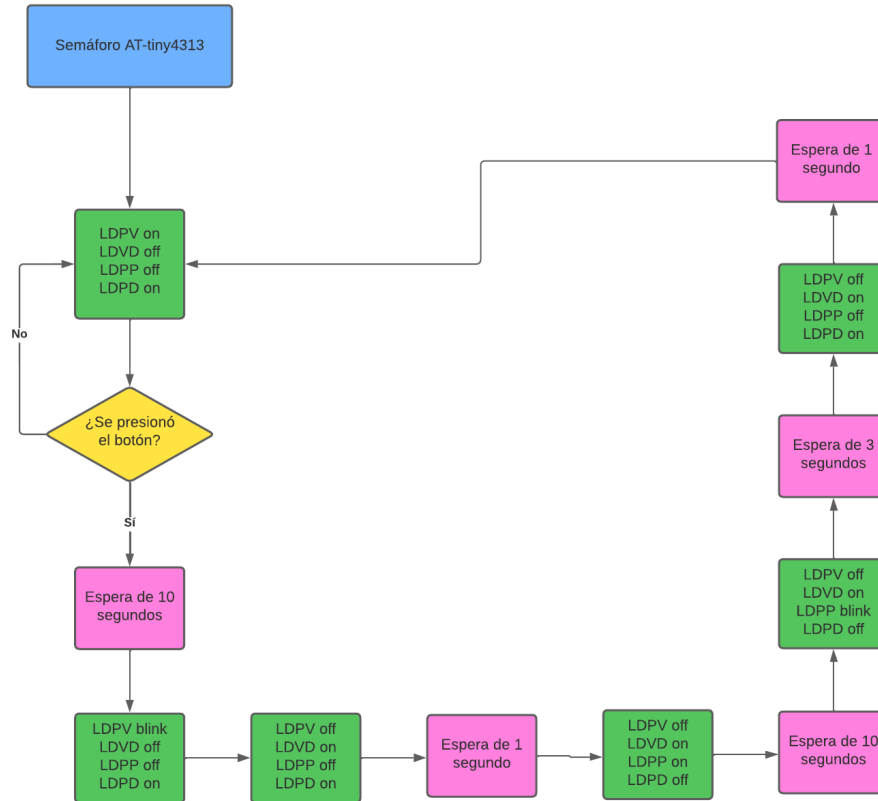 Semáforo AT-tiny4313
LDPV on
LDVD off
LDPP off
LDPD on
No
¿Se presionó
el botón?
Sí
Espera de 10
segundos
LDPV blink
LDVD off
LDPP off
LDPD on
LDPV off
LDVD on
LDPP off
LDPD on
Espera de 1
segundo
LDPV off
LDVD on
LDPP on
LDPD off
Espera de 10
segundos
LDPV off
LDVD on
LDPP blink
LDPD off
Espera de 3
segundos
LDPV off
LDVD on
LDPP off
LDPD on
Espera de 1
segundo